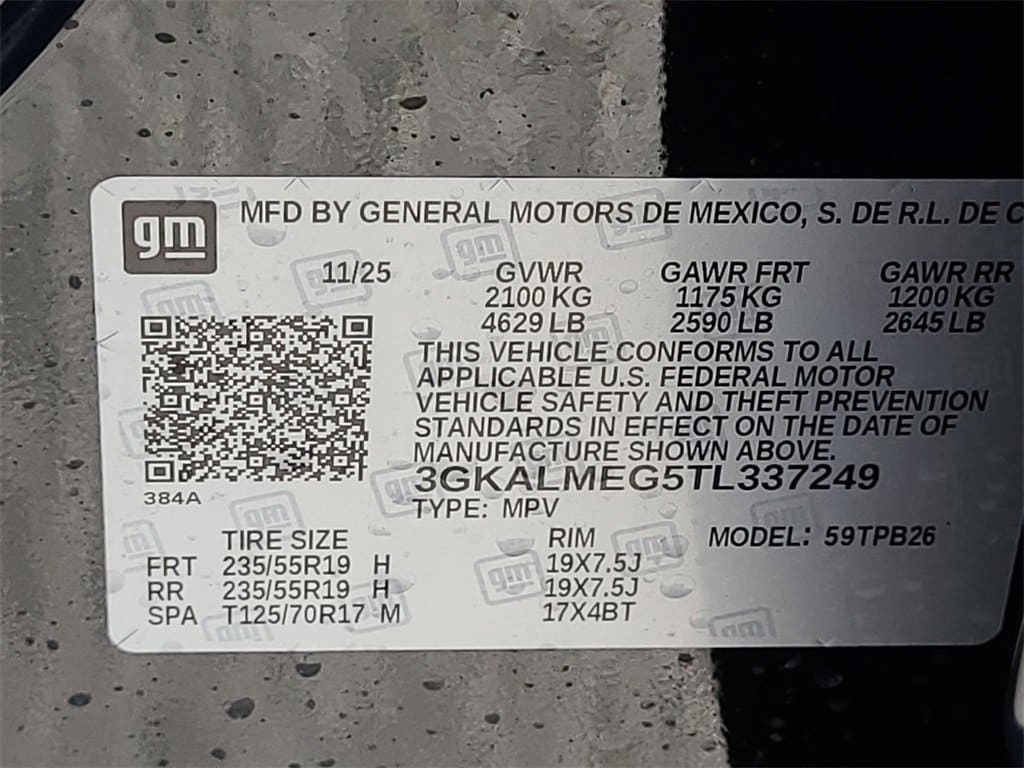 gm MFD BY GENERAL MOTORS DE MEXICO, S. DE R.L. DE C
11/25 GVWR GAWR FRT GAWR RR
2100 KG 1175 KG 1200 KG
4629 LB 2590 LB 2645 LB
THIS VEHICLE CONFORMS TO ALL
APPLICABLE U.S. FEDERAL MOTOR
VEHICLE SAFETY AND THEFT PREVENTION
STANDARDS IN EFFECT ON THE DATE OF
MANUFACTURE SHOWN ABOVE.
3GKALMEG5TL337249
384A
TYPE: MPV
TIRE SIZE RIM MODEL: 59TPB26
FRT 235/55R19 H 19X7.5J
RR 235/55R19 H 19X7.5J
SPA T125/70R17 M 17X4BT